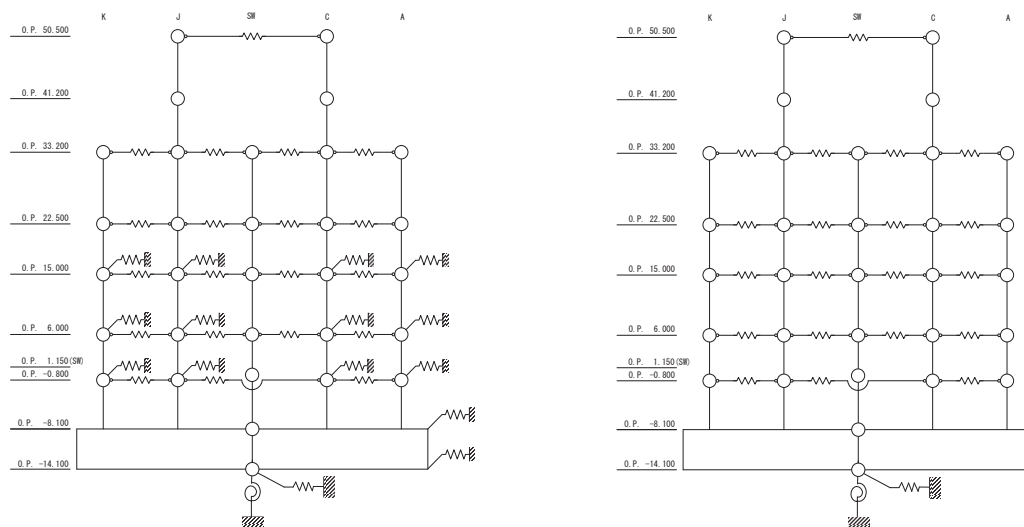 K J SW C A
O.P. 50.500
O.P. 41.200
O.P. 33.200
O.P. 22.500
O.P. 15.000
O.P. 6.000
O.P. 1.150(SW)
O.P. -0.800
O.P. -8.100
O.P. -14.100
K J SW C A
O.P. 50.500
O.P. 41.200
O.P. 33.200
O.P. 22.500
O.P. 15.000
O.P. 6.000
O.P. 1.150(SW)
O.P. -0.800
O.P. -8.100
O.P. -14.100